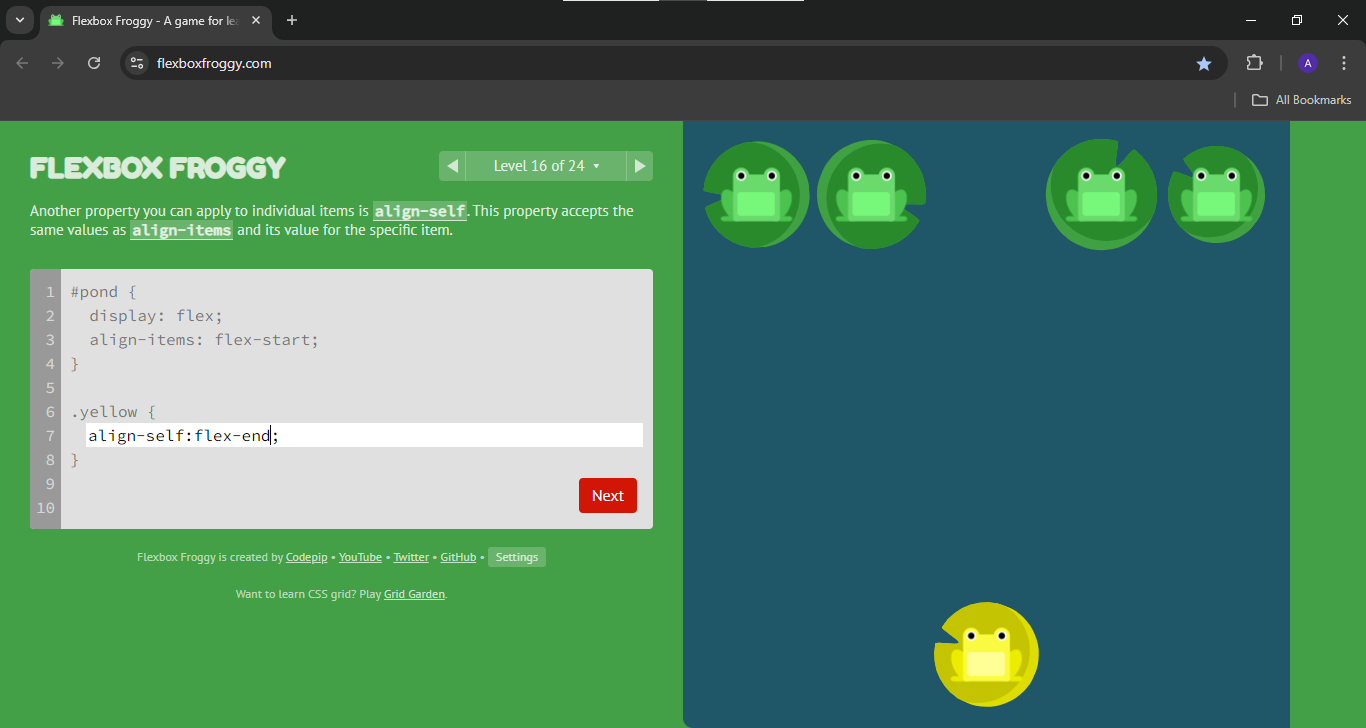 Flexbox Froggy - A game for le
flexboxfroggy.com
A
All Bookmarks
FLEXBOX FROGGY
Level 16 of 24
Another property you can apply to individual items is align-self. This property accepts the
same values as align-items and its value for the specific item.
1 #pond {
2 display: flex;
3 align-items: flex-start;
4 }
5
6 .yellow {
7 align-self:flex-end;
8 }
9
10
Next
Flexbox Froggy is created by Codepip • YouTube • Twitter • GitHub • Settings
Want to learn CSS grid? Play Grid Garden.